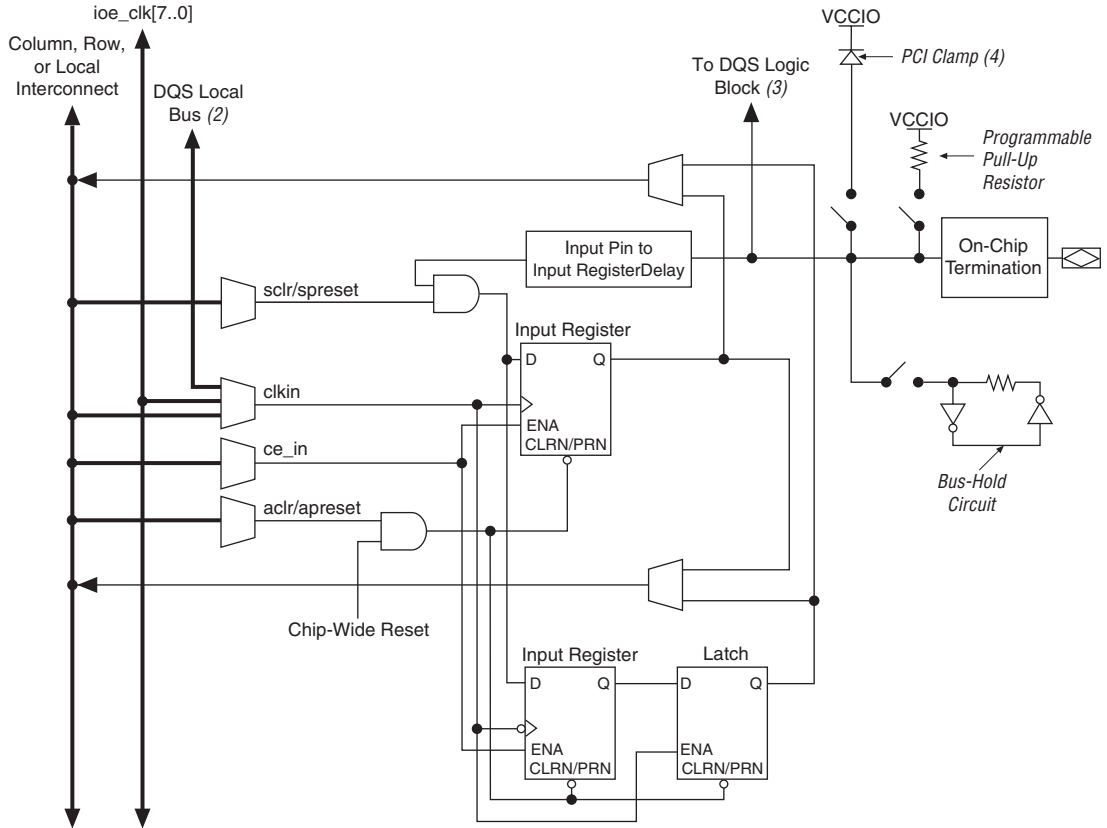 ioe_clk[7..0]
Column, Row,
or Local
Interconnect
DQS Local
Bus (2)
To DQS Logic
Block (3)
VCCIO
PCI Clamp (4)
VCCIO
Programmable
Pull-Up
Resistor
Input Pin to
Input RegisterDelay
On-Chip
Termination
sclr/spreset
Input Register
D
Q
clkin
ENA
CLRN/PRN
ce_in
aclr/apreset
Bus-Hold
Circuit
Chip-Wide Reset
Input Register
D
Q
ENA
CLRN/PRN
Latch
D
Q
ENA
CLRN/PRN